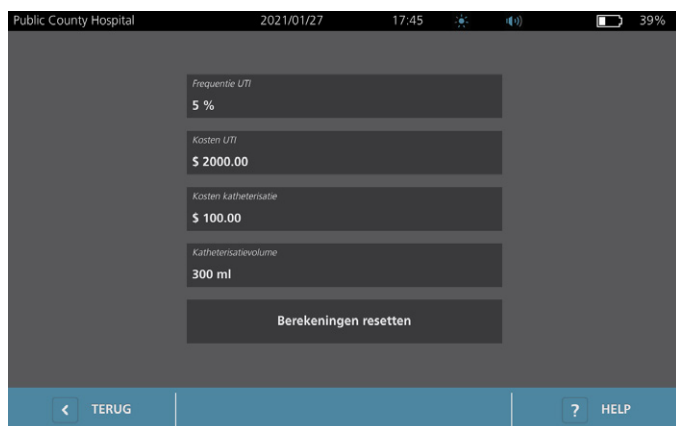 Public County Hospital 2021/01/27 17:45 39%
Frequentie UTI
5 %
Kosten UTI
$ 2000.00
Kosten katheterisatie
$ 100.00
Katheterisatievolume
300 ml
Berekeningen resetten
< TERUG ? HELP